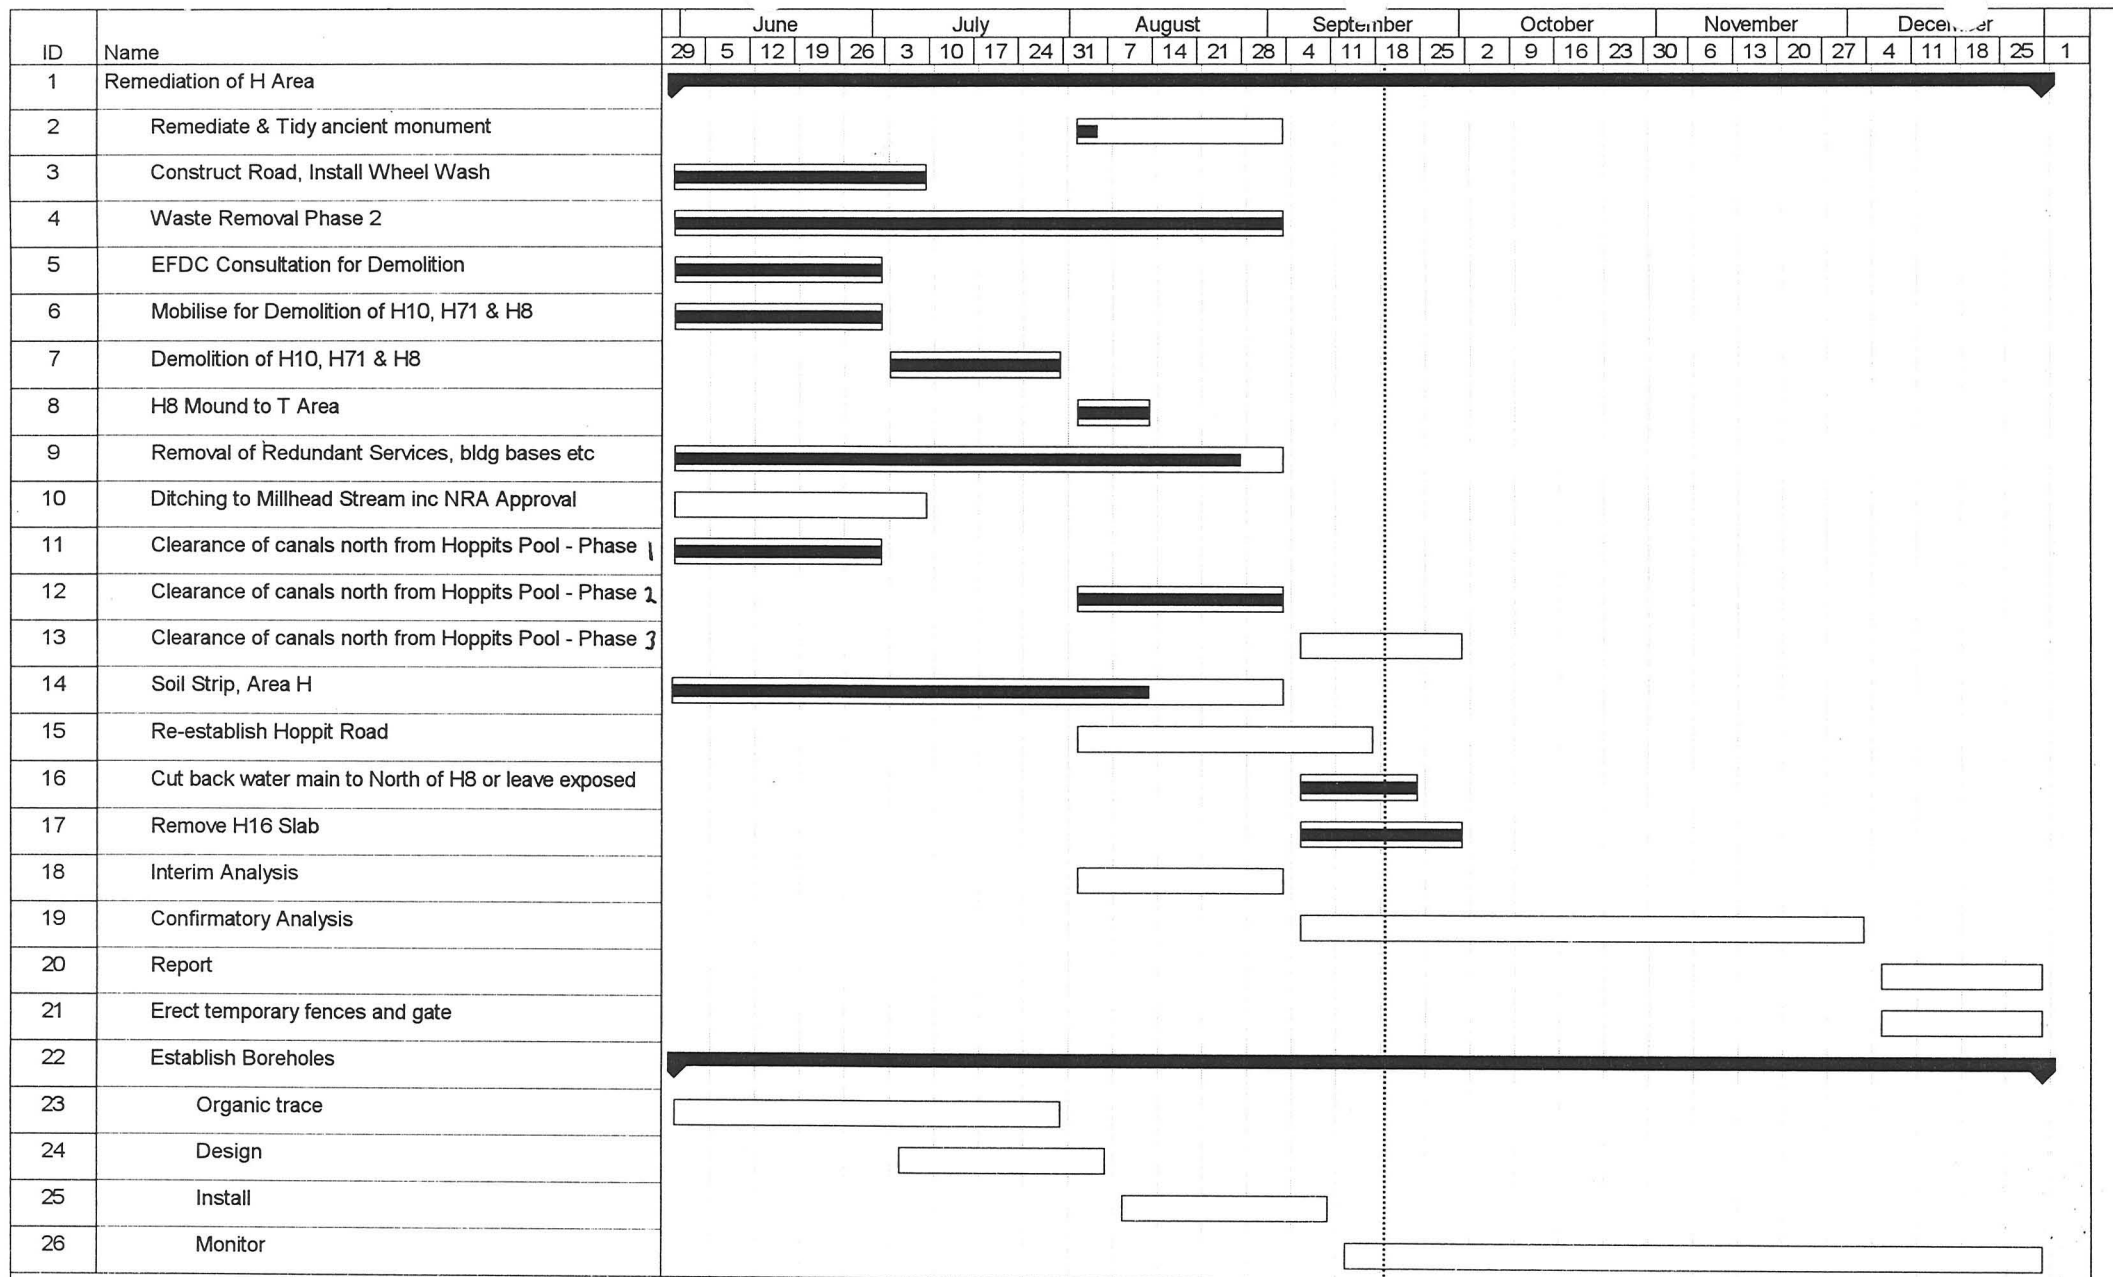 June July August September October November December
ID Name 29 5 12 19 26 3 10 17 24 31 7 14 21 28 4 11 18 25 2 9 16 23 30 6 13 20 27 4 11 18 25 1
1 Remediation of H Area
2 Remediate & Tidy ancient monument
3 Construct Road, Install Wheel Wash
4 Waste Removal Phase 2
5 EFDC Consultation for Demolition
6 Mobilise for Demolition of H10, H71 & H8
7 Demolition of H10, H71 & H8
8 H8 Mound to T Area
9 Removal of Redundant Services, bldg bases etc
10 Ditching to Millhead Stream inc NRA Approval
11 Clearance of canals north from Hoppits Pool - Phase 1
12 Clearance of canals north from Hoppits Pool - Phase 2
13 Clearance of canals north from Hoppits Pool - Phase 3
14 Soil Strip, Area H
15 Re-establish Hoppit Road
16 Cut back water main to North of H8 or leave exposed
17 Remove H16 Slab
18 Interim Analysis
19 Confirmatory Analysis
20 Report
21 Erect temporary fences and gate
22 Establish Boreholes
23 Organic trace
24 Design
25 Install
26 Monitor